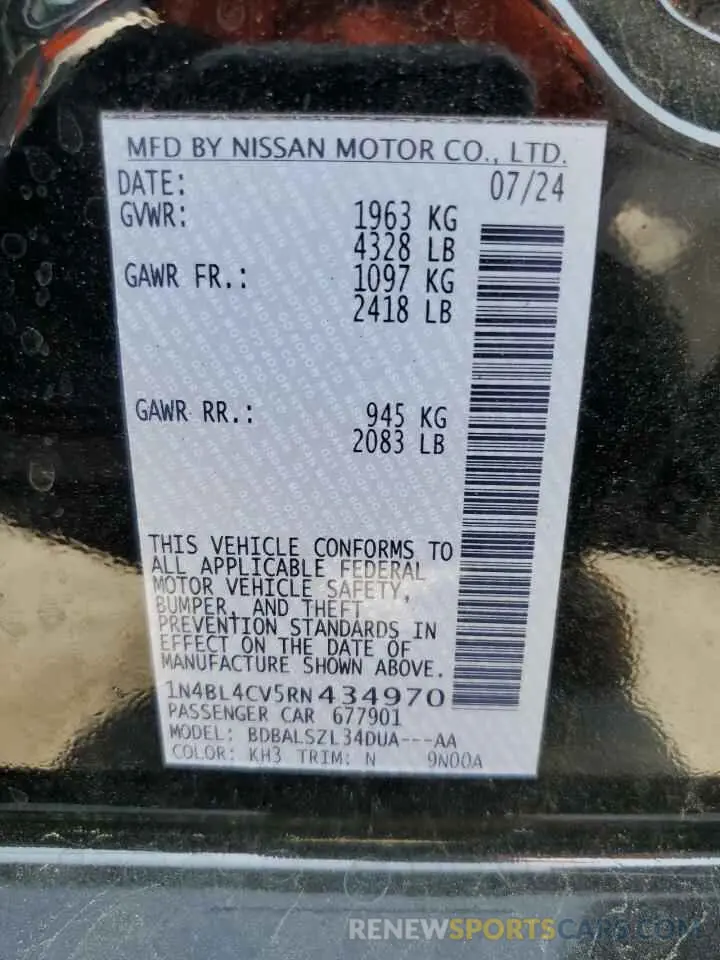 MFD BY NISSAN MOTOR CO., LTD.
DATE: 07/24
GVWR: 1963 KG
4328 LB
GAWR FR.: 1097 KG
2418 LB
GAWR RR.: 945 KG
2083 LB
THIS VEHICLE CONFORMS TO
ALL APPLICABLE FEDERAL
MOTOR VEHICLE SAFETY,
BUMPER, AND THEFT
PREVENTION STANDARDS IN
EFFECT ON THE DATE OF
MANUFACTURE SHOWN ABOVE.
1N4BL4CV5RN434970
PASSENGER CAR 677901
MODEL: BDBALSZL34DUA---AA
COLOR: KH3 TRIM: N 9N00A
RENEWSPORTSCARS.COM